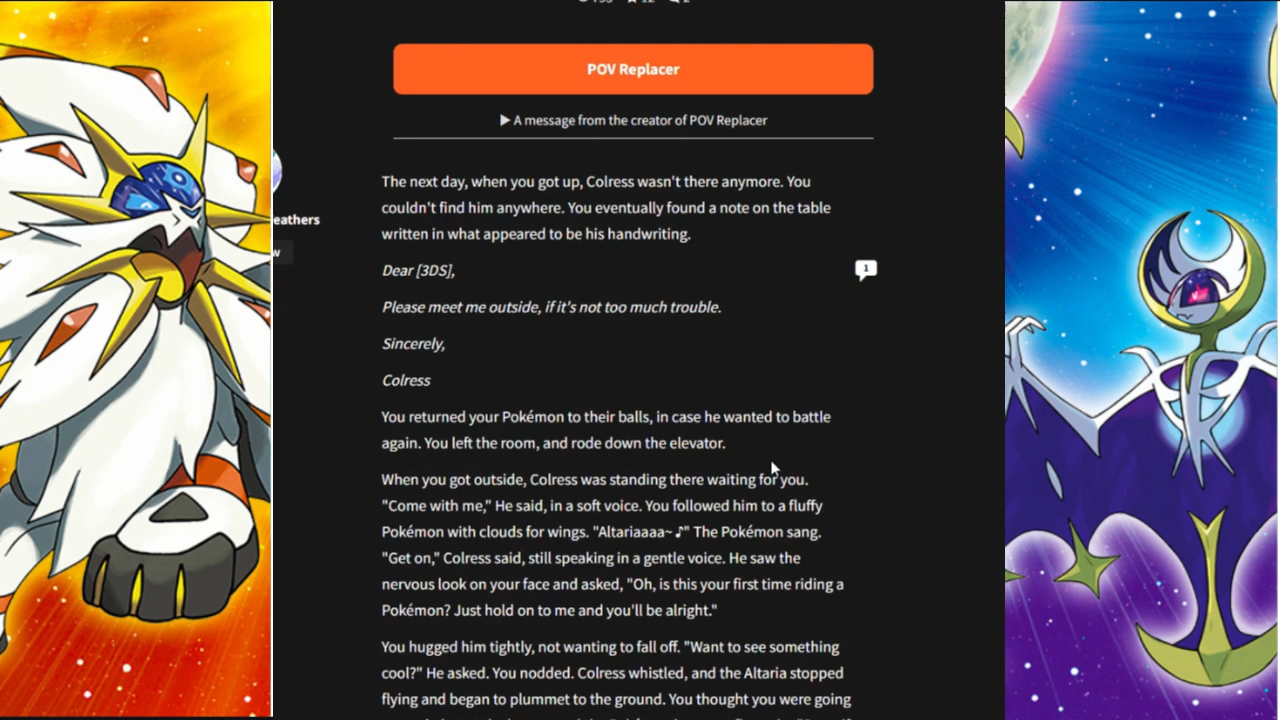 POV Replacer
▶ A message from the creator of POV Replacer
The next day, when you got up, Colress wasn't there anymore. You
couldn't find him anywhere. You eventually found a note on the table
eathers
written in what appeared to be his handwriting.
w
Dear [3DS],
1
Please meet me outside, if it's not too much trouble.
Sincerely,
Colress
You returned your Pokémon to their balls, in case he wanted to battle
again. You left the room, and rode down the elevator.
When you got outside, Colress was standing there waiting for you.
"Come with me," He said, in a soft voice. You followed him to a fluffy
Pokémon with clouds for wings. "Altariaaaa~♪" The Pokémon sang.
"Get on," Colress said, still speaking in a gentle voice. He saw the
nervous look on your face and asked, "Oh, is this your first time riding a
Pokémon? Just hold on to me and you'll be alright."
You hugged him tightly, not wanting to fall off. "Want to see something
cool?" He asked. You nodded. Colress whistled, and the Altaria stopped
flying and began to plummet to the ground. You thought you were going